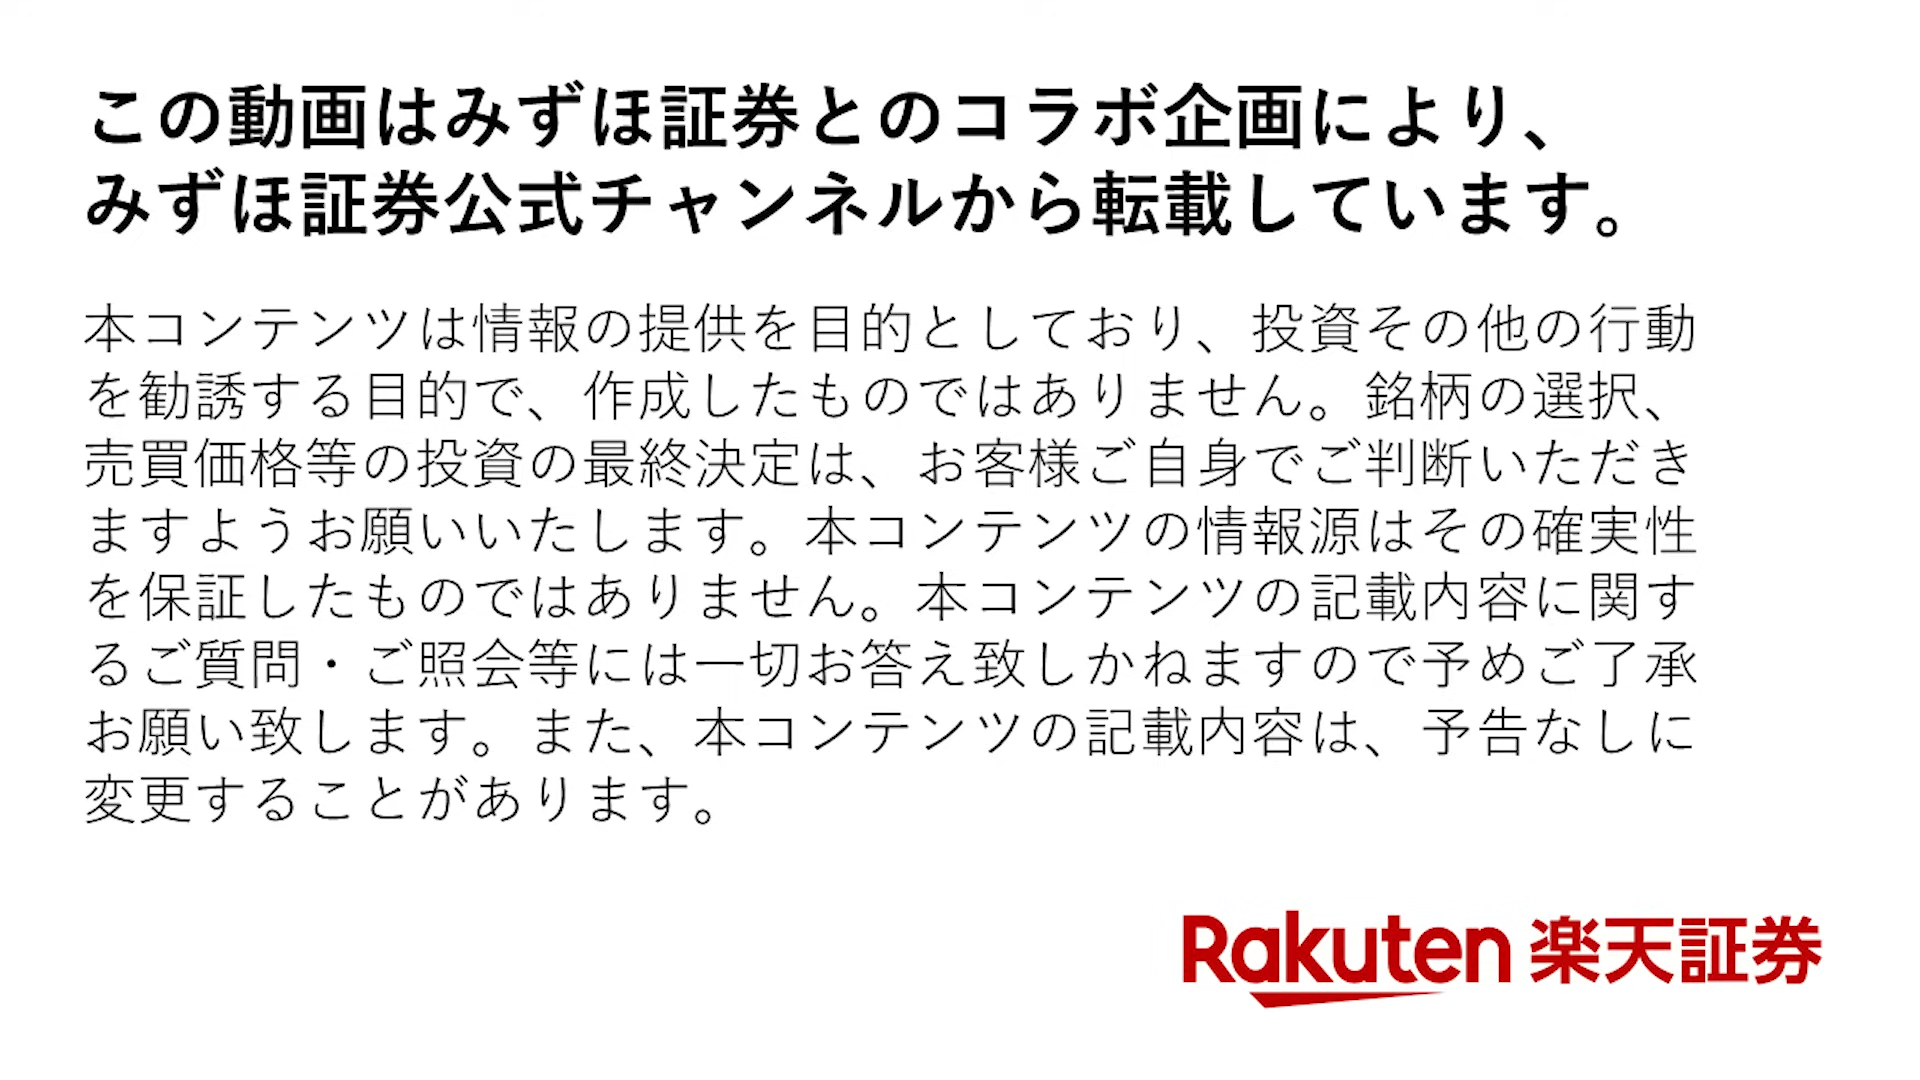 この動画はみずほ証券とのコラボ企画により、
みずほ証券公式チャンネルから転載しています。
本コンテンツは情報の提供を目的としており、投資その他の行動
を勧誘する目的で、作成したものではありません。銘柄の選択、
売買価格等の投資の最終決定は、お客様ご自身でご判断いただき
ますようお願いいたします。本コンテンツの情報源はその確実性
を保証したものではありません。本コンテンツの記載内容に関す
るご質問・ご照会等には一切お答え致しかねますので予めご了承
お願い致します。また、本コンテンツの記載内容は、予告なしに
変更することがあります。
Rakuten 楽天証券